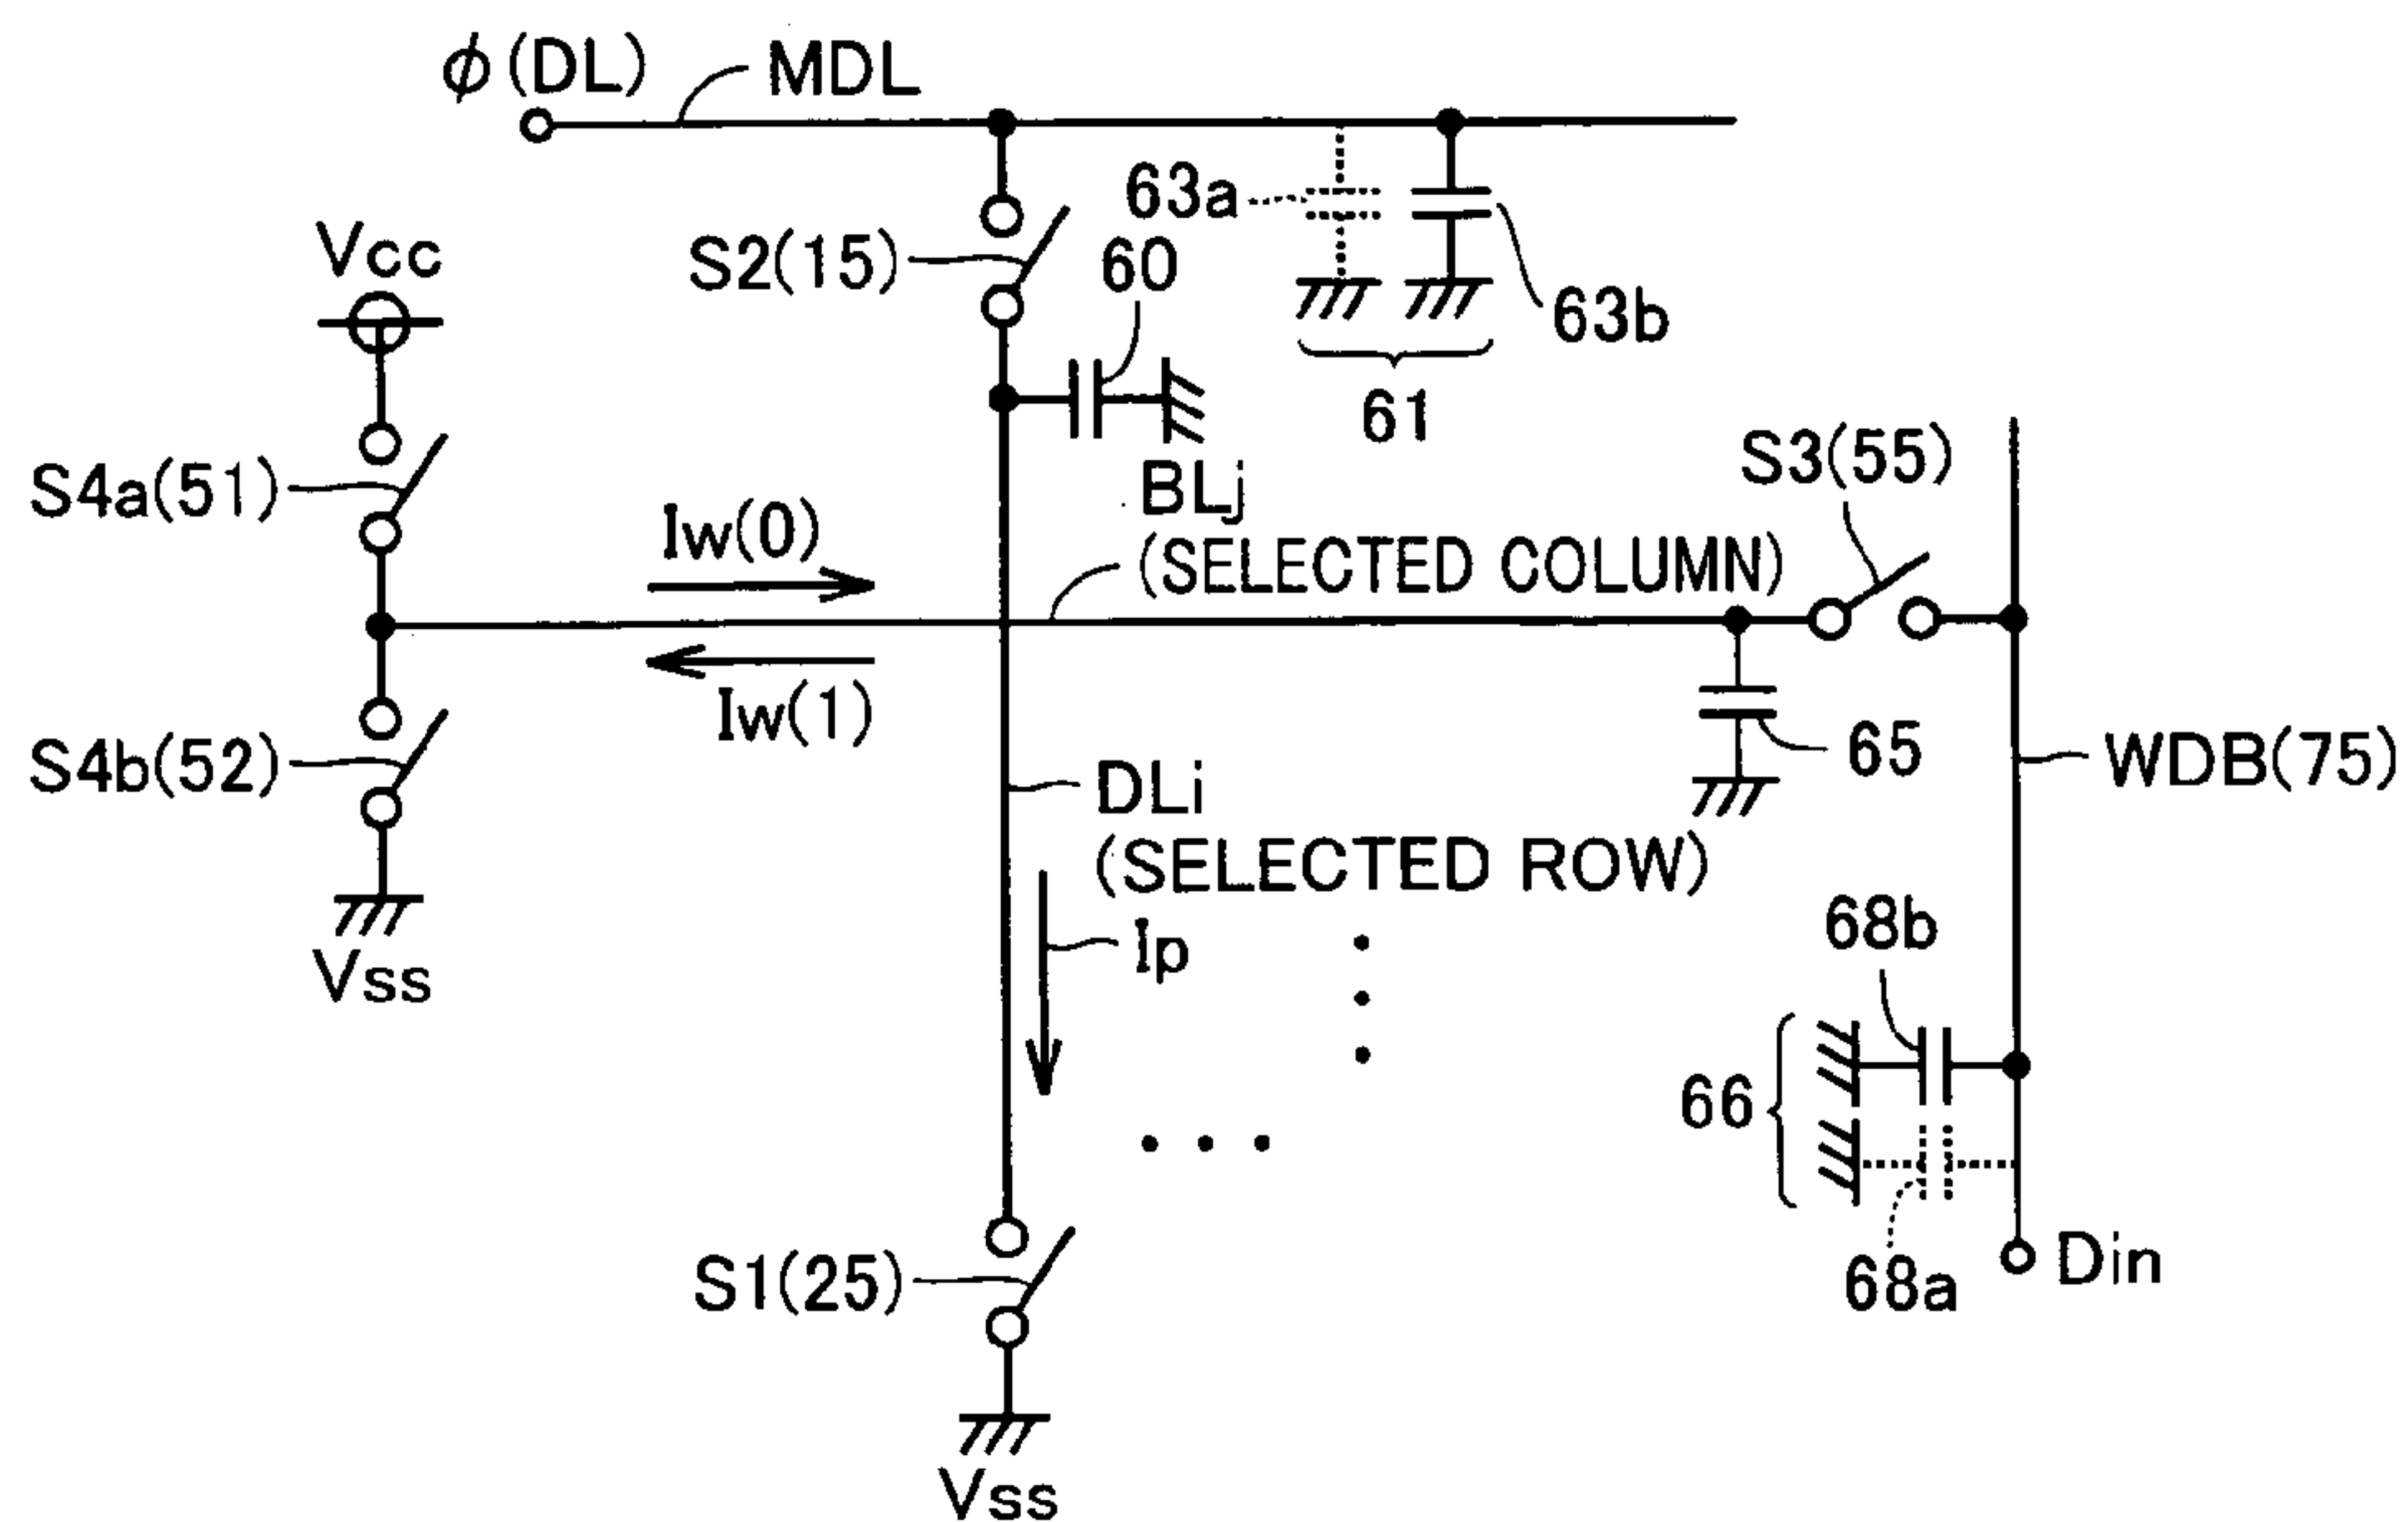 ϕ(DL)
MDL
63a
63b
61
S2(15)
60
Vcc
S4a(51)
Iw(0)
BLj
(SELECTED COLUMN)
S3(55)
Iw(1)
65
WDB(75)
S4b(52)
Vss
DLi
(SELECTED ROW)
Ip
68b
66
68a
Din
S1(25)
Vss